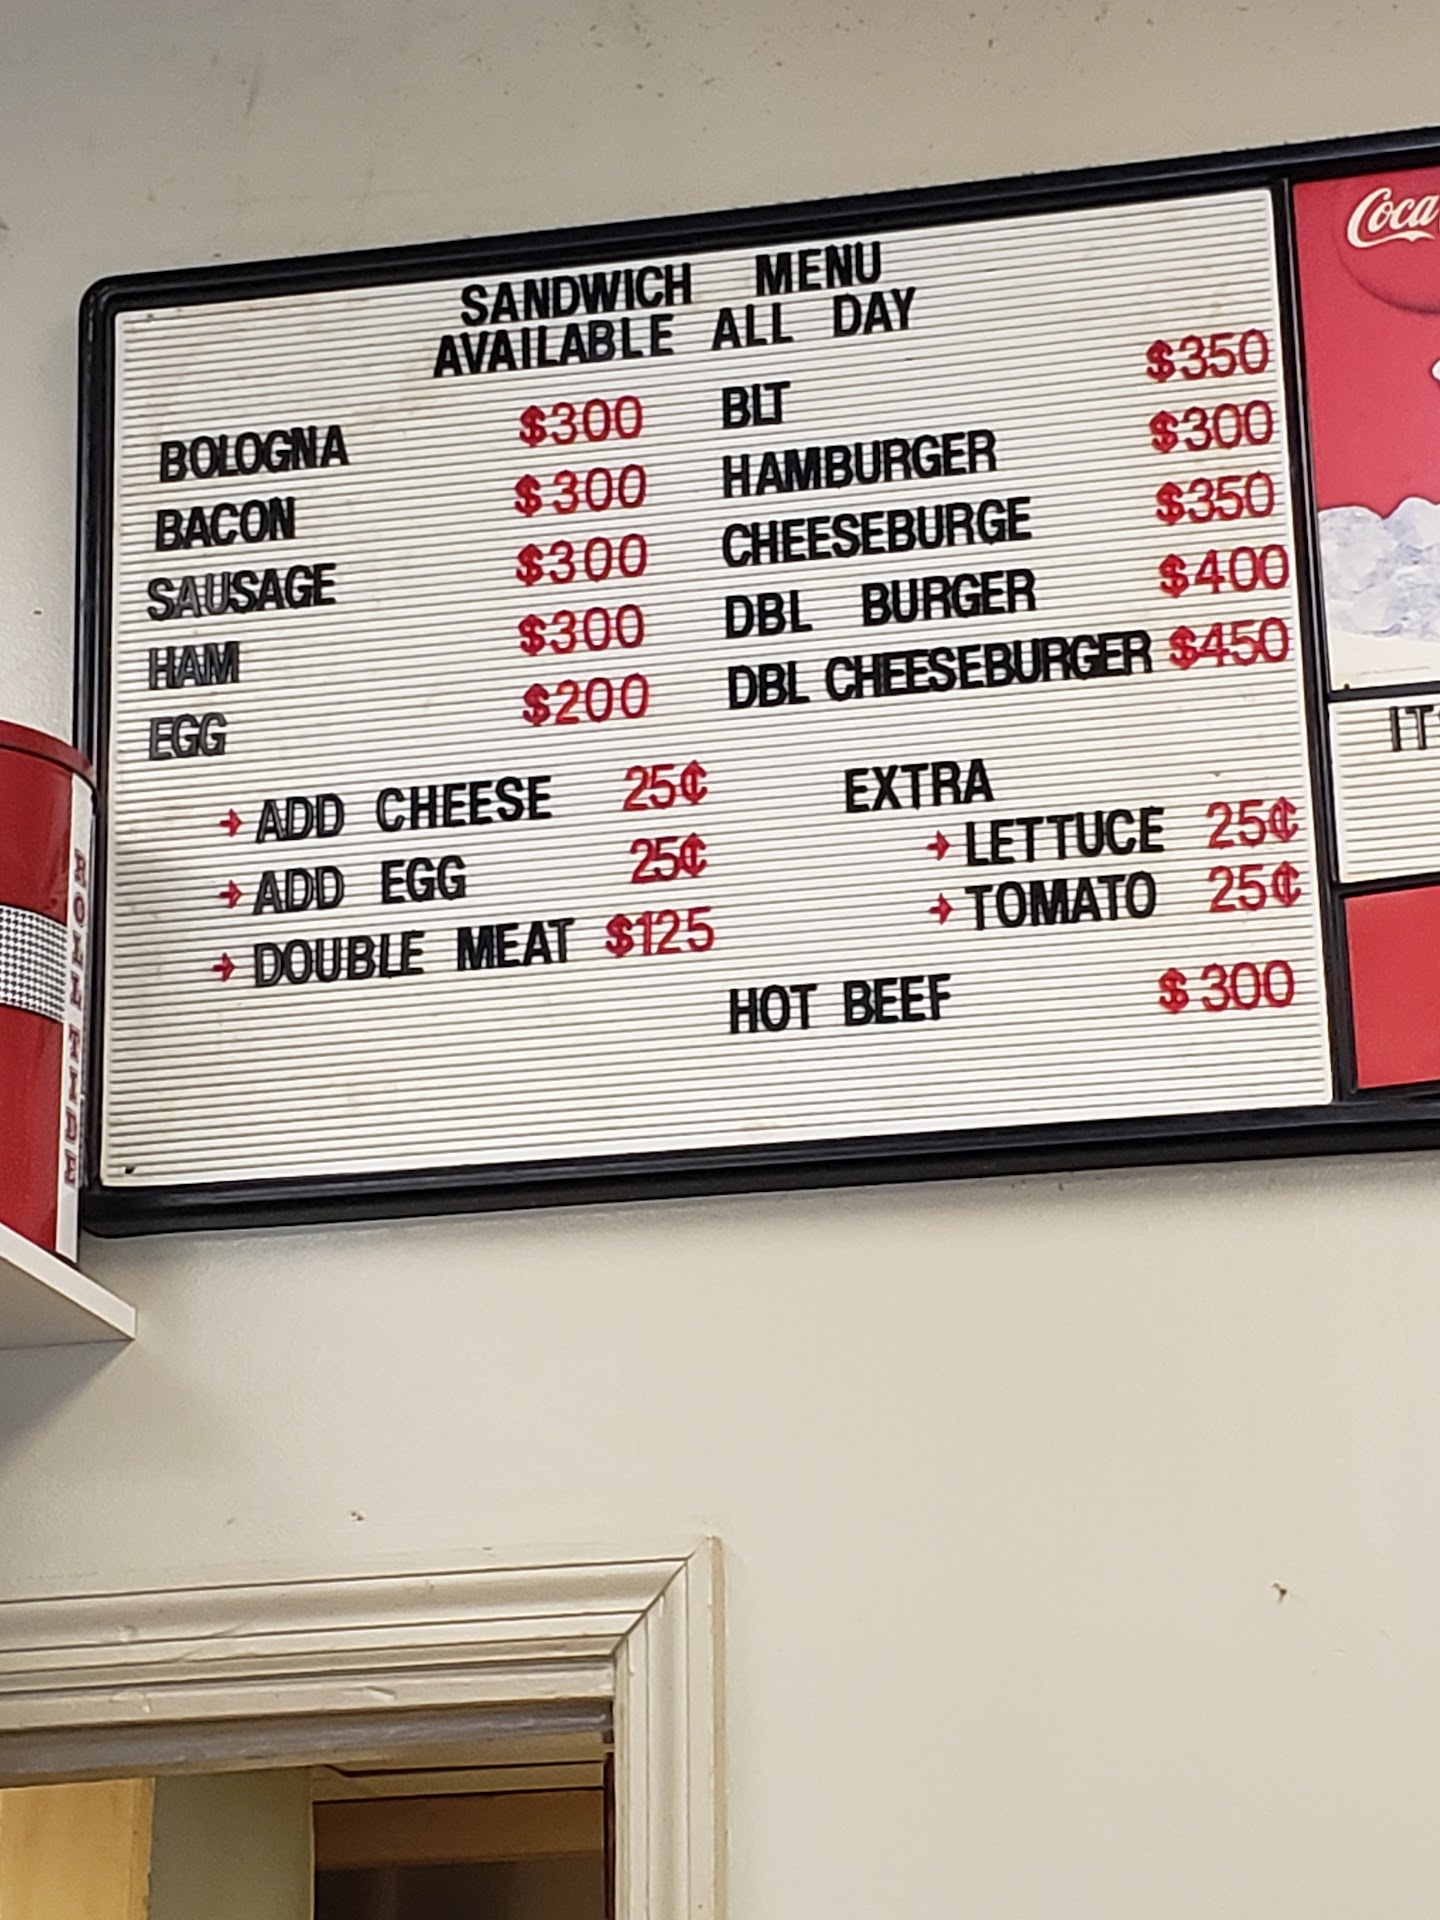 SANDWICH MENU
AVAILABLE ALL DAY
BOLOGNA $300
BACON $300
SAUSAGE $300
HAM $300
EGG $200
→ ADD CHEESE 25¢
→ ADD EGG 25¢
→ DOUBLE MEAT $125
BLT $350
HAMBURGER $300
CHEESEBURGE $350
DBL BURGER $400
DBL CHEESEBURGER $450
EXTRA
→ LETTUCE 25¢
→ TOMATO 25¢
HOT BEEF $300
Coca
IT'
ROLL TIDE